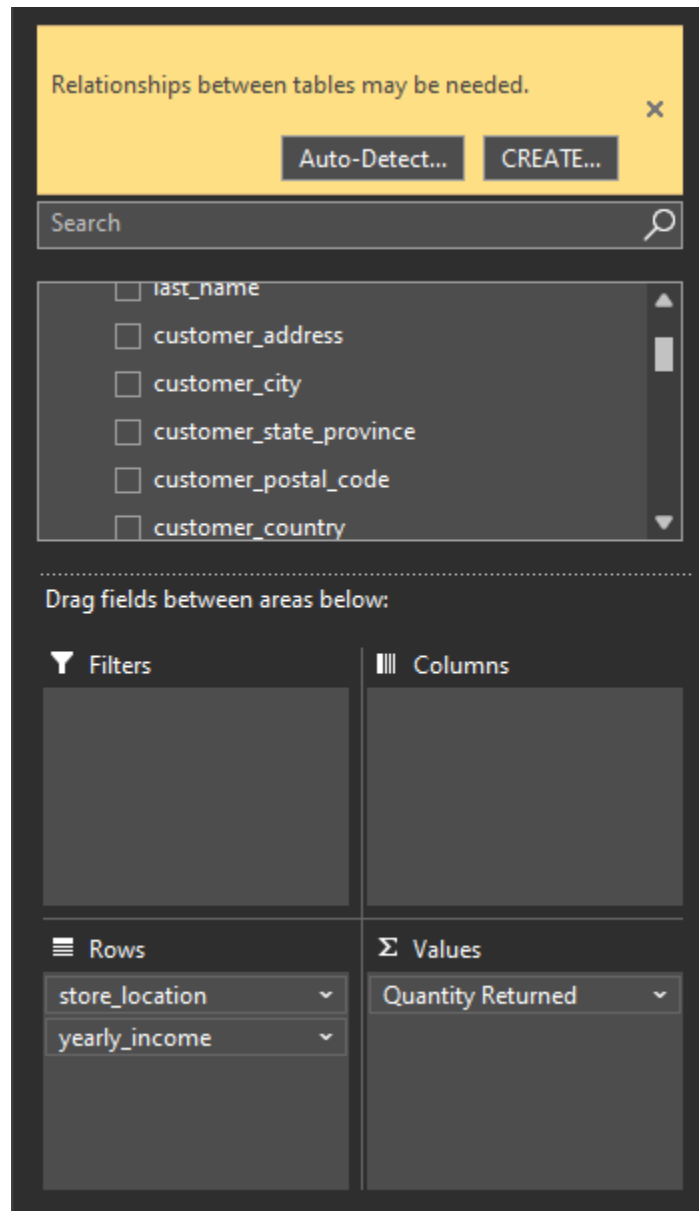 Relationships between tables may be needed.
Auto-Detect... CREATE...
Search
last_name
customer_address
customer_city
customer_state_province
customer_postal_code
customer_country
Drag fields between areas below:
Filters
Columns
Rows
store_location
yearly_income
Σ Values
Quantity Returned